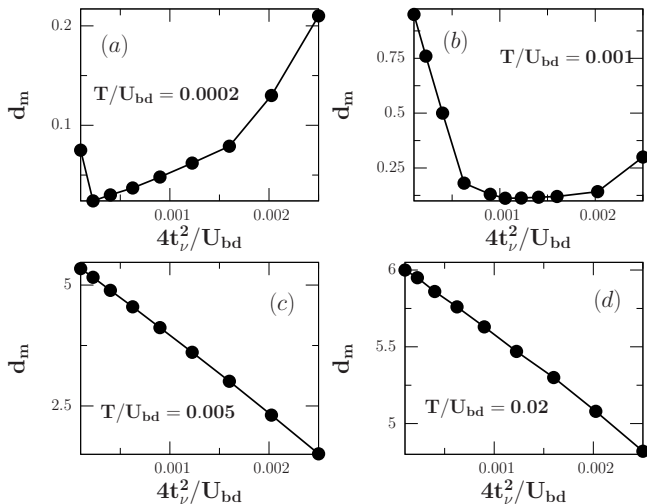 0.2
(a)
T/U_bd = 0.0002
d_m
0.1
0.001
0.002
4t_ν^2/U_bd
0.75
(b)
T/U_bd = 0.001
d_m
0.5
0.25
0.001
0.002
4t_ν^2/U_bd
5
(c)
d_m
T/U_bd = 0.005
2.5
0.001
0.002
4t_ν^2/U_bd
6
(d)
d_m
5.5
T/U_bd = 0.02
5
0.001
0.002
4t_ν^2/U_bd